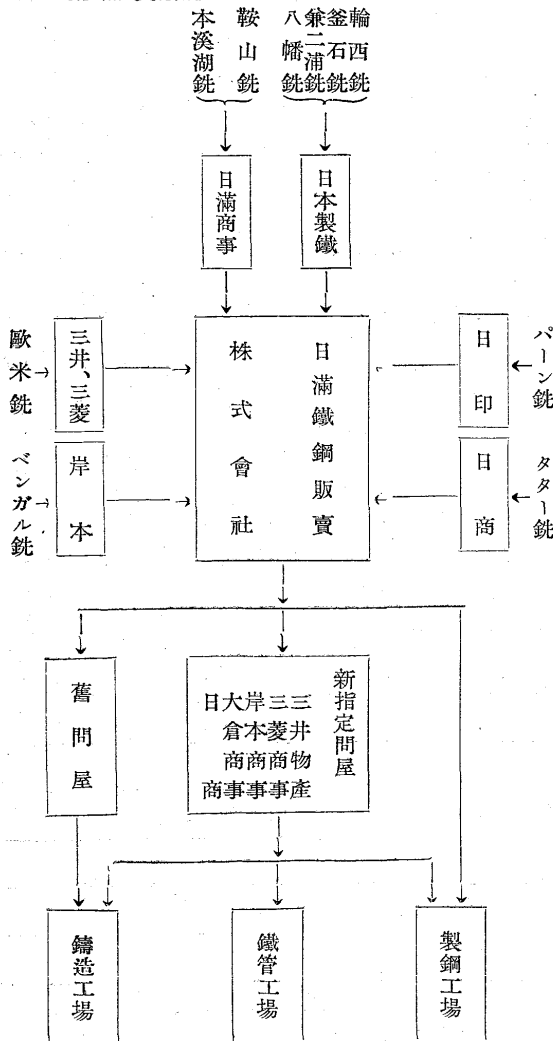 輪西銑
釜石銑
兼二浦銑
八幡銑
鞍山銑
本溪湖銑
日本製鐵
日滿商事
パーン銑
日印
タター銑
日商
日滿鐵鋼販賣
株式會社
三井、三菱
歐米銑
岸本
ベンガル銑
新指定問屋
三井物產
三菱商事
岸本商事
大倉商事
日商
舊問屋
製鋼工場
鐵管工場
鑄造工場